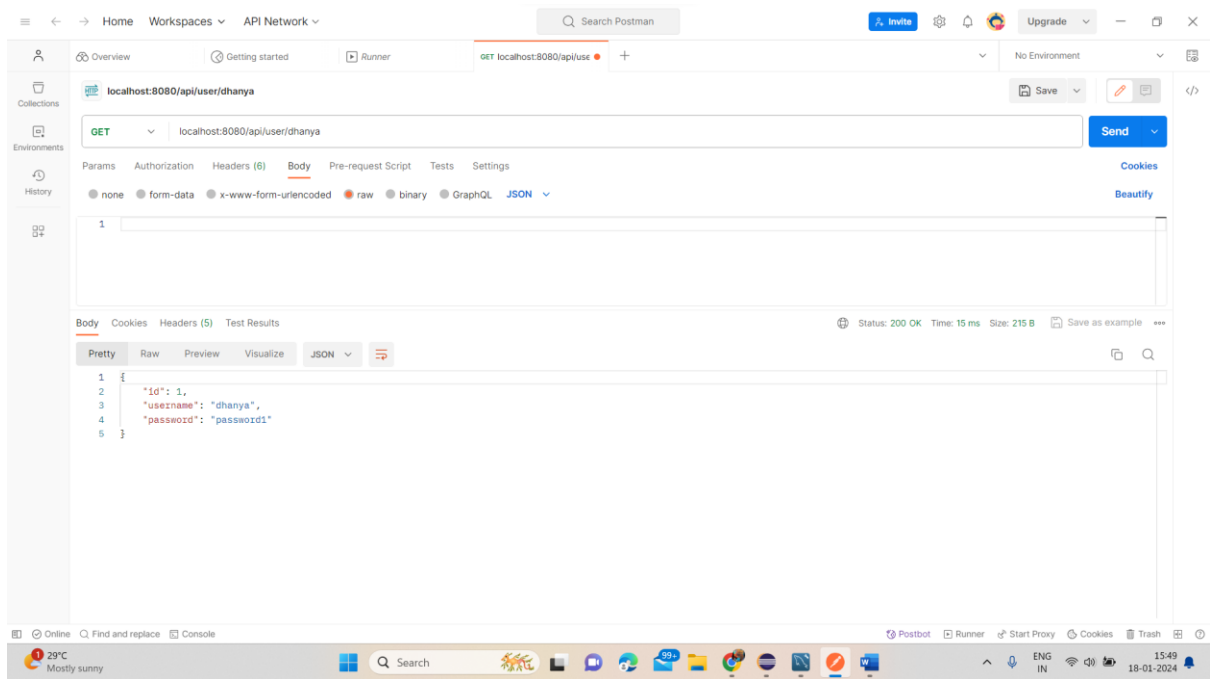 Home Workspaces API Network Search Postman Invite Upgrade
Overview Getting started Runner GET localhost:8080/api/use No Environment
Collections
HTTP localhost:8080/api/user/dhanya Save
GET localhost:8080/api/user/dhanya Send
Environments
Params Authorization Headers (6) Body Pre-request Script Tests Settings Cookies
History
none form-data x-www-form-urlencoded raw binary GraphQL JSON Beautify
1
Body Cookies Headers (5) Test Results Status: 200 OK Time: 15 ms Size: 215 B Save as example
Pretty Raw Preview Visualize JSON
1 {
2 "id": 1,
3 "username": "dhanya",
4 "password": "password1"
5 }
Online Find and replace Console Postbot Runner Start Proxy Cookies Trash
1 29°C Search 99+ ENG 15:49
Mostly sunny IN 18-01-2024